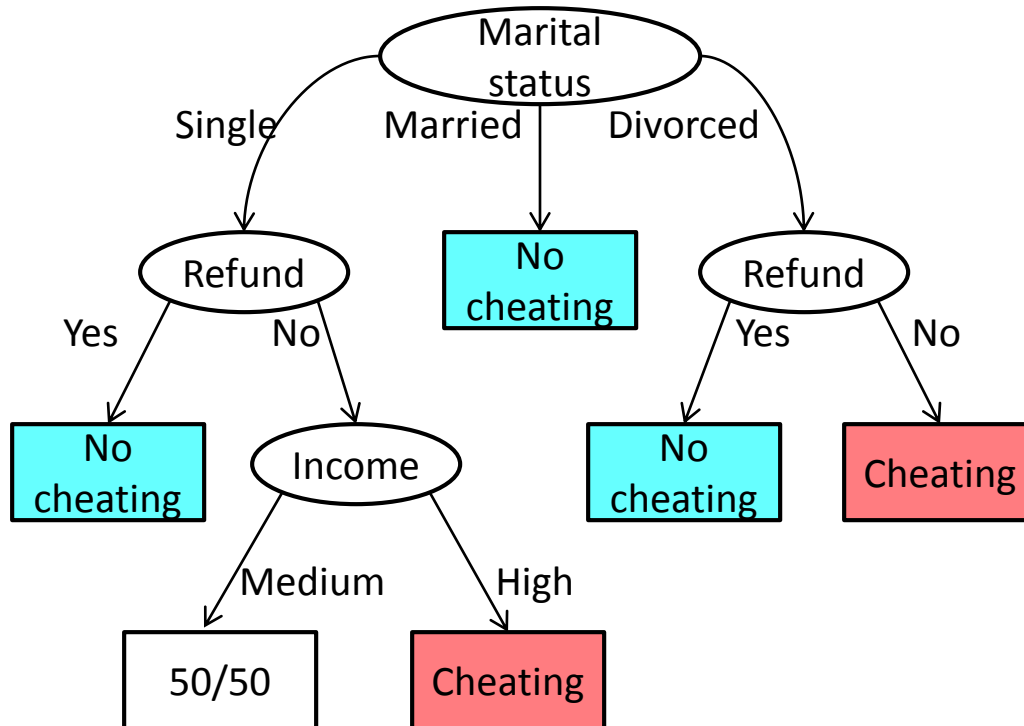 Marital
status
Single
Married
Divorced
Refund
No
cheating
Refund
Yes
No
Yes
No
No
cheating
Income
No
cheating
Cheating
Medium
High
50/50
Cheating